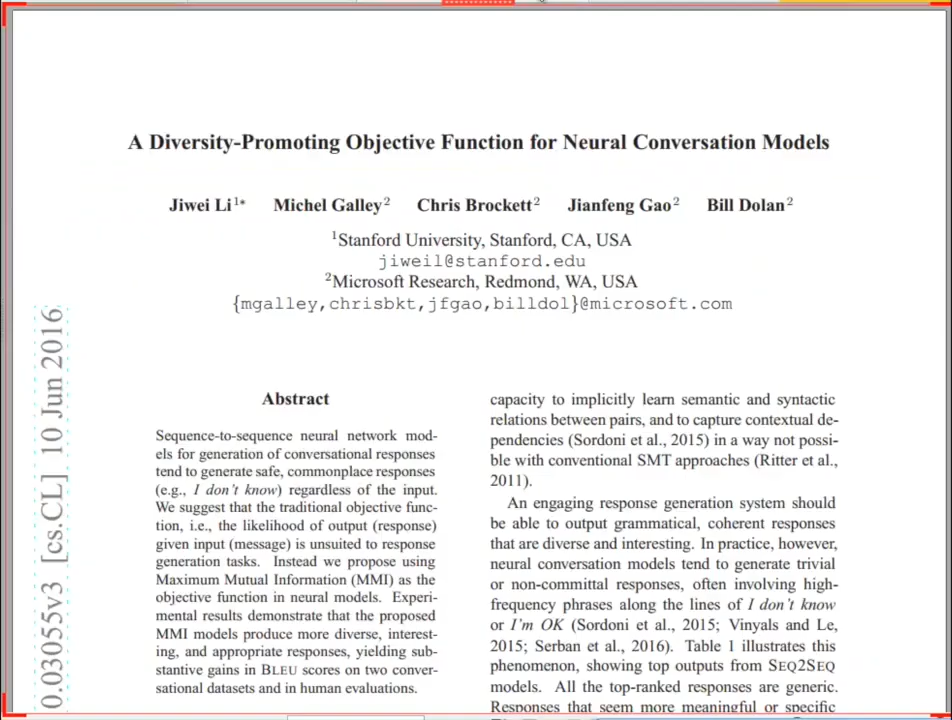 A Diversity-Promoting Objective Function for Neural Conversation Models
Jiwei Li1* Michel Galley2 Chris Brockett2 Jianfeng Gao2 Bill Dolan2
1Stanford University, Stanford, CA, USA
jiweil@stanford.edu
2Microsoft Research, Redmond, WA, USA
{mgalley,chrisbkt,jfgao,billdol}@microsoft.com
0.03055v3 [cs.CL] 10 Jun 2016
Abstract
Sequence-to-sequence neural network mod-
els for generation of conversational responses
tend to generate safe, commonplace responses
(e.g., I don't know) regardless of the input.
We suggest that the traditional objective func-
tion, i.e., the likelihood of output (response)
given input (message) is unsuited to response
generation tasks. Instead we propose using
Maximum Mutual Information (MMI) as the
objective function in neural models. Experi-
mental results demonstrate that the proposed
MMI models produce more diverse, interest-
ing, and appropriate responses, yielding sub-
stantive gains in BLEU scores on two conver-
sational datasets and in human evaluations.
capacity to implicitly learn semantic and syntactic
relations between pairs, and to capture contextual de-
pendencies (Sordoni et al., 2015) in a way not possi-
ble with conventional SMT approaches (Ritter et al.,
2011).
An engaging response generation system should
be able to output grammatical, coherent responses
that are diverse and interesting. In practice, however,
neural conversation models tend to generate trivial
or non-committal responses, often involving high-
frequency phrases along the lines of I don't know
or I'm OK (Sordoni et al., 2015; Vinyals and Le,
2015; Serban et al., 2016). Table 1 illustrates this
phenomenon, showing top outputs from SEQ2SEQ
models. All the top-ranked responses are generic.
Responses that seem more meaningful or specific